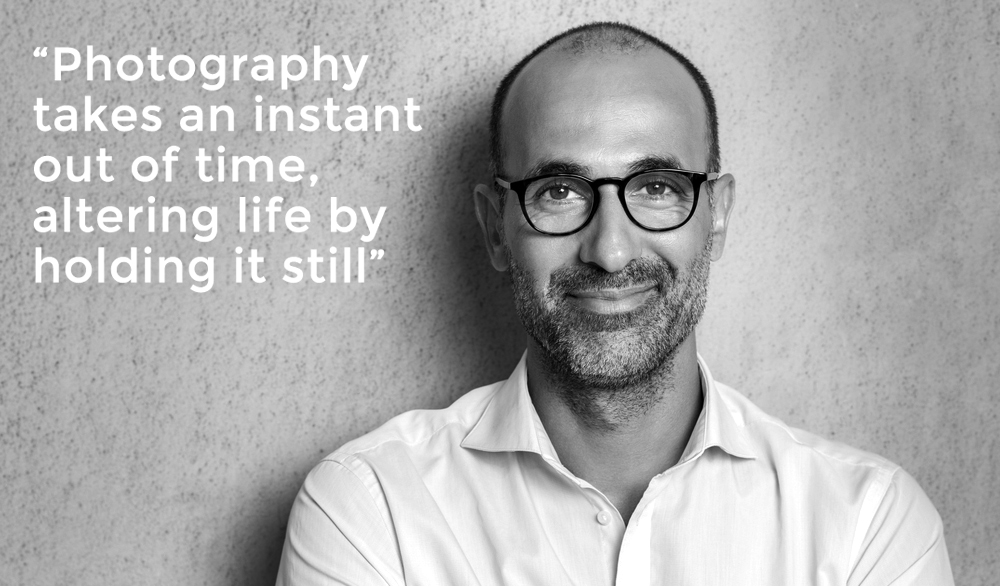 “Photography
takes an instant
out of time,
altering life by
holding it still”